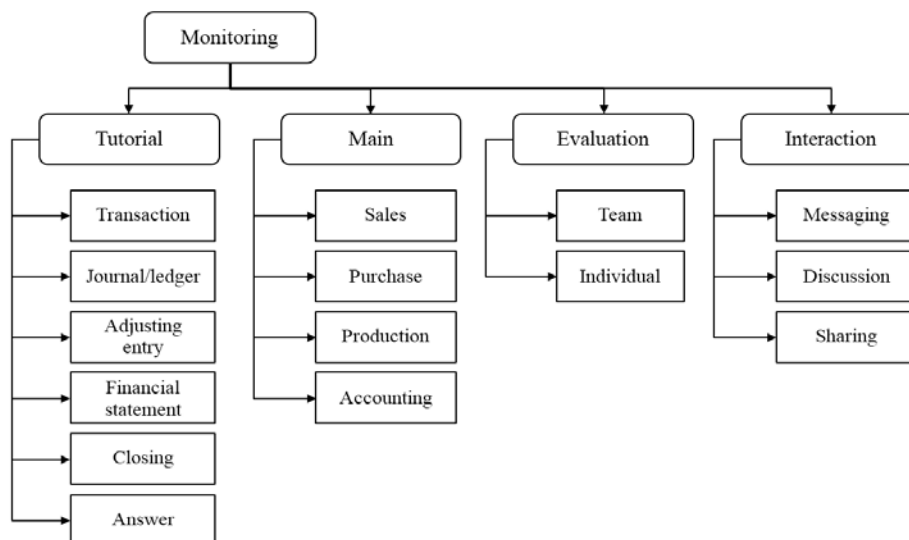 Monitoring
Tutorial
Main
Evaluation
Interaction
Transaction
Journal/ledger
Adjusting
entry
Financial
statement
Closing
Answer
Sales
Purchase
Production
Accounting
Team
Individual
Messaging
Discussion
Sharing